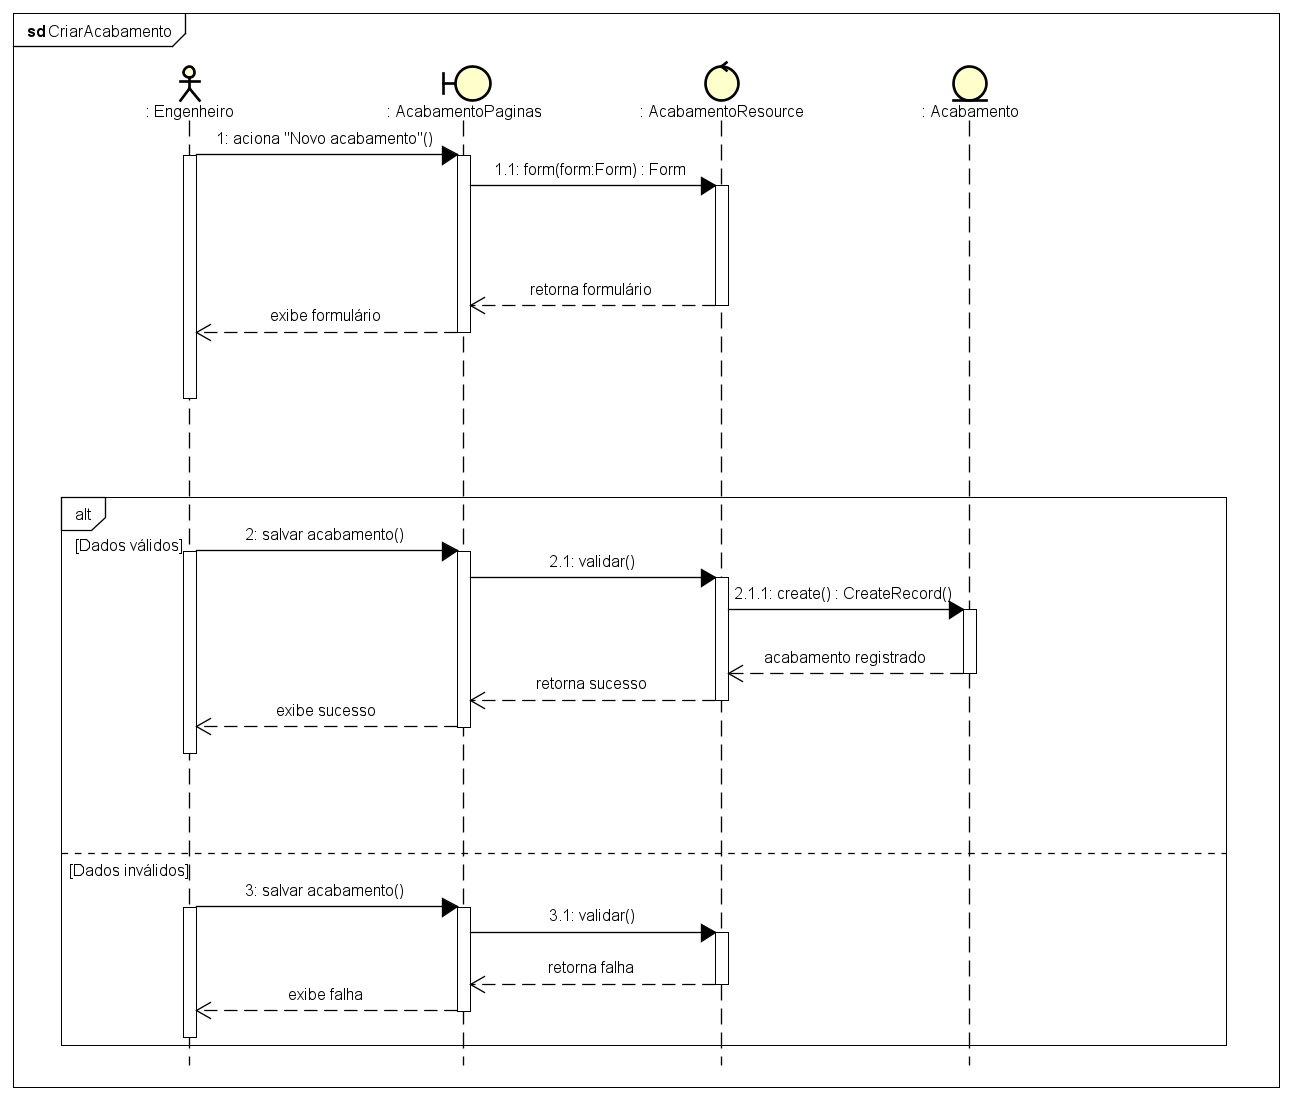 sd CriarAcabamento
: Engenheiro
: AcabamentoPaginas
: AcabamentoResource
: Acabamento
1: aciona "Novo acabamento"()
1.1: form(form:Form) : Form
retorna formulário
exibe formulário
alt
[Dados válidos]
2: salvar acabamento()
2.1: validar()
2.1.1: create() : CreateRecord()
acabamento registrado
retorna sucesso
exibe sucesso
[Dados inválidos]
3: salvar acabamento()
3.1: validar()
retorna falha
exibe falha